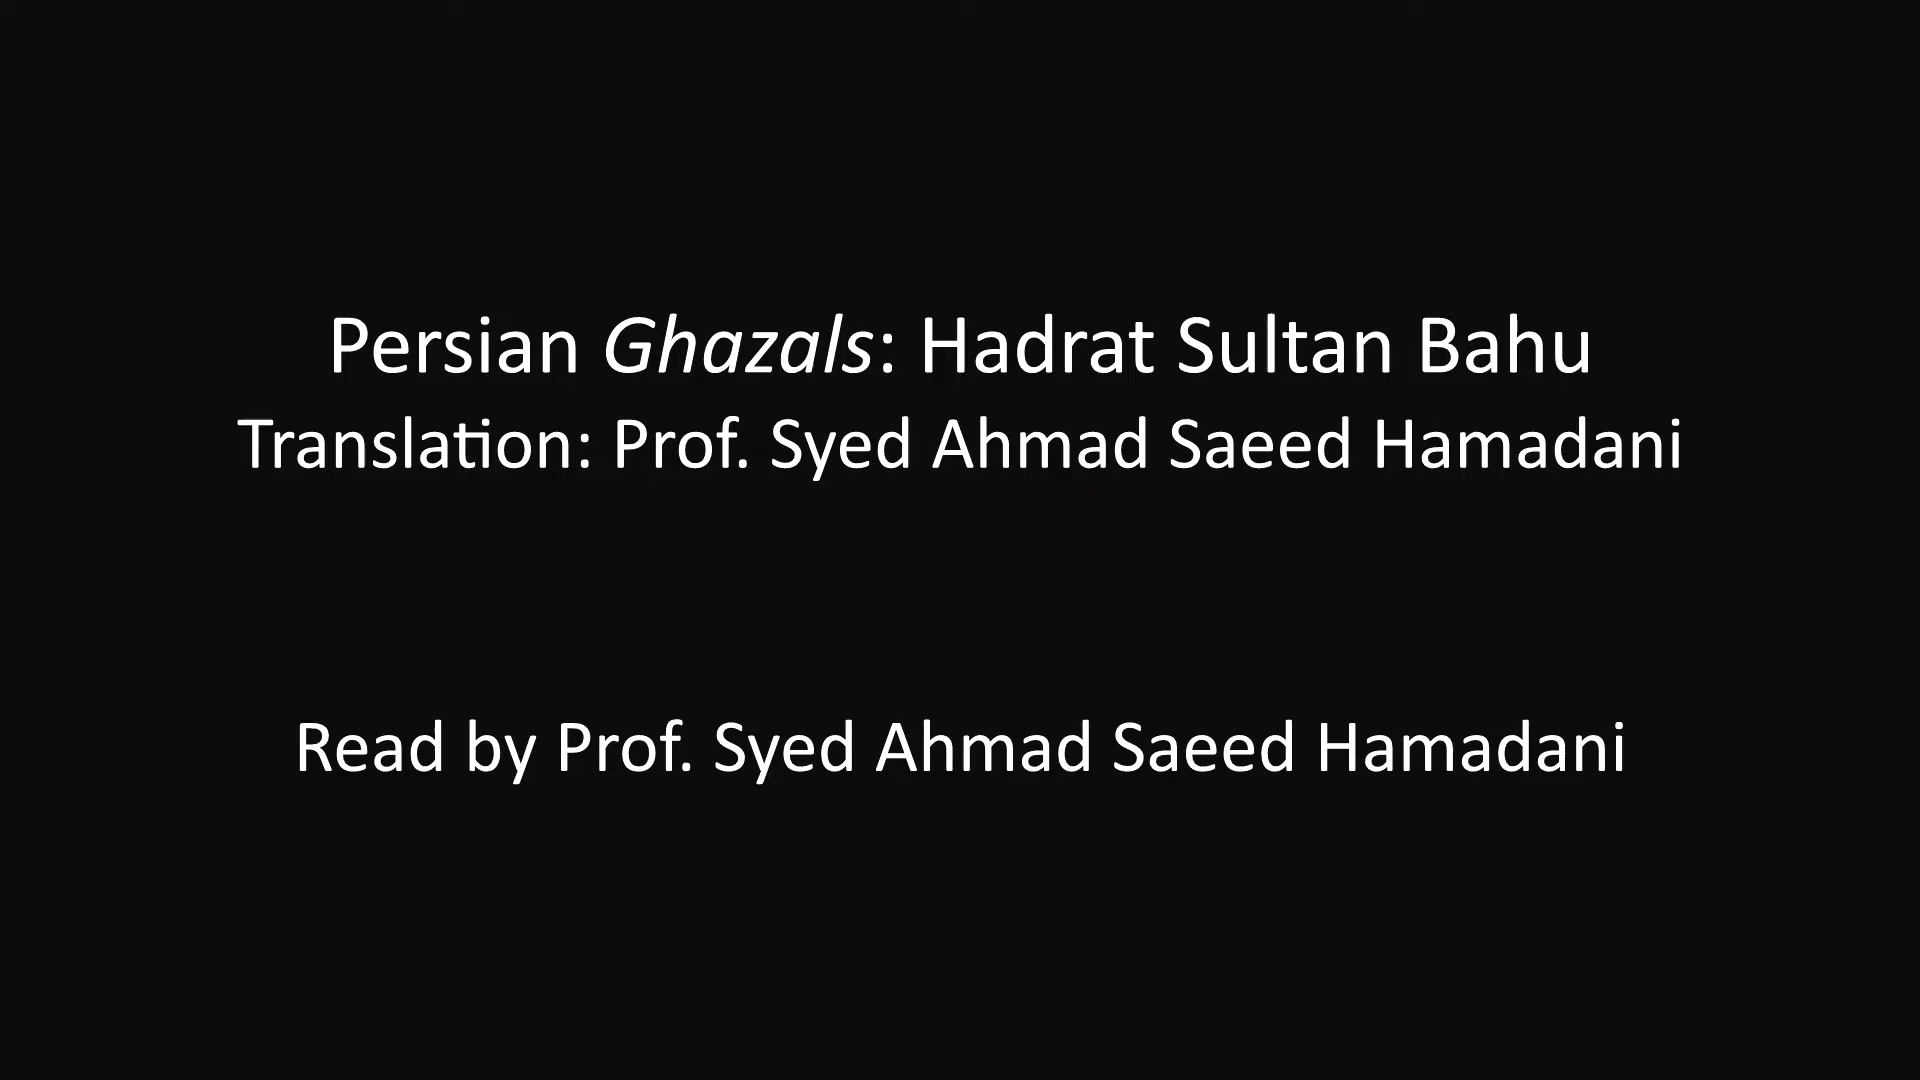 Persian Ghazals: Hadrat Sultan Bahu
Translation: Prof. Syed Ahmad Saeed Hamadani
Read by Prof. Syed Ahmad Saeed Hamadani